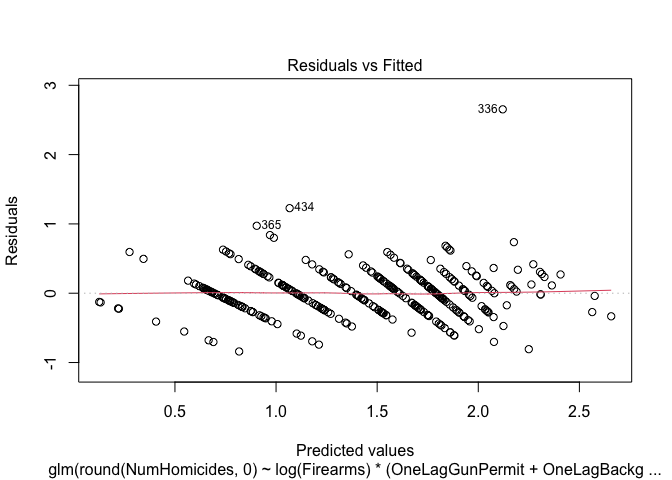 Residuals vs Fitted
3
336
2
434
365
1
0
-1
Residuals
0.5 1.0 1.5 2.0 2.5
Predicted values
glm(round(NumHomicides, 0) ~ log(Firearms) * (OneLagGunPermit + OneLagBackg ...